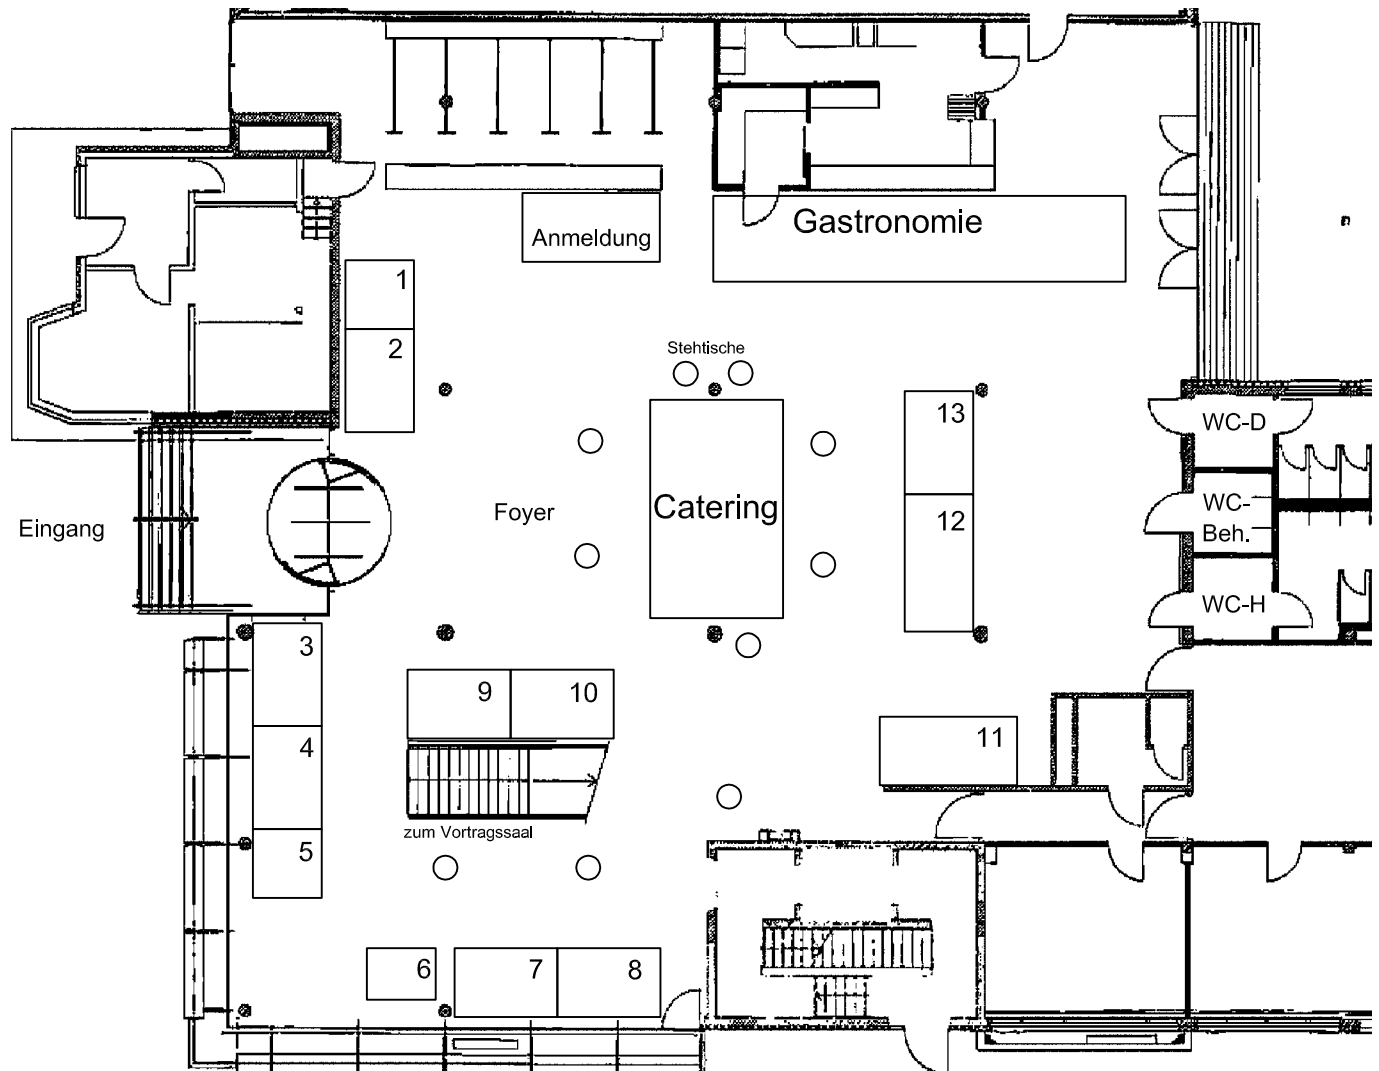 Gastronomie
Anmeldung
1
2
Stehtische
13
WC-D
Eingang
Foyer
Catering
12
WC-
Beh.
WC-H
3
9
10
4
11
zum Vortragssaal
5
6
7
8